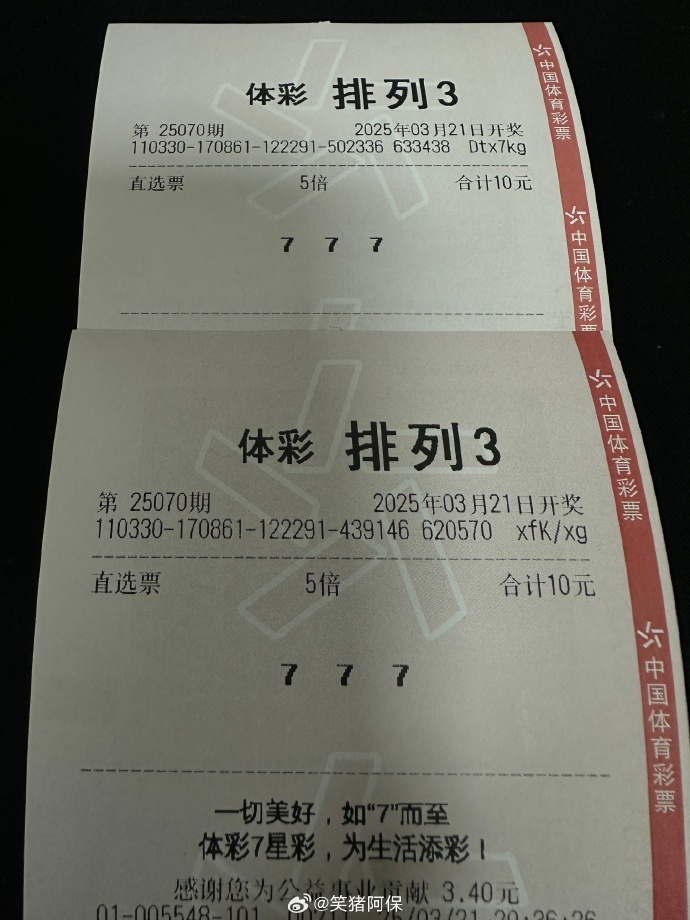 体彩 排列3
第 25070期 2025年03月21日开奖
110330-170861-122291-502336 633438 Dtx7kg
直选票 5倍 合计10元
7 7 7
中国体育彩票
中国体育彩票
体彩 排列3
第 25070期 2025年03月21日开奖
110330-170861-122291-439146 620570 xfK/xg
直选票 5倍 合计10元
7 7 7
中国体育彩票
中国体育彩票
一切美好，如“7”而至
体彩7星彩，为生活添彩！
感谢您为公益事业贡献 3.40元
01-005548-101
@笑猪阿保